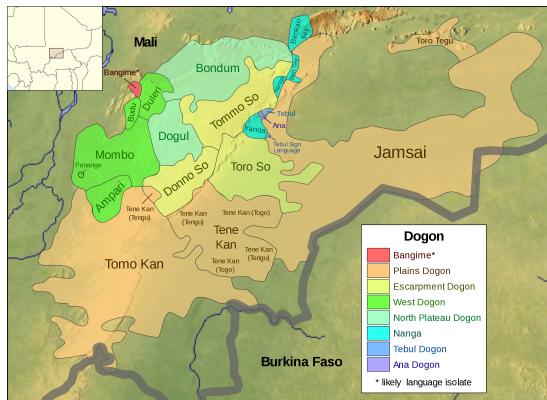 Mali
Bankan
Tey
Toro Tegu
Bangime*
Bondum
Duleri
Budu
Tommo So
Tebul
Ana
Yanda
Tebul Sign
Language
Dogul
Mombo
Penange
Jamsai
Donno So
Toro So
Ampari
Tene Kan
(Tengu)
Tene Kan
(Tengu)
Tene Kan (Togo)
Tene
Kan
Tene Kan
(Tengu)
Tene Kan
(Togo)
Tomo Kan
Burkina Faso
Dogon
Bangime*
Plains Dogon
Escarpment Dogon
West Dogon
North Plateau Dogon
Nanga
Tebul Dogon
Ana Dogon
* likely language isolate